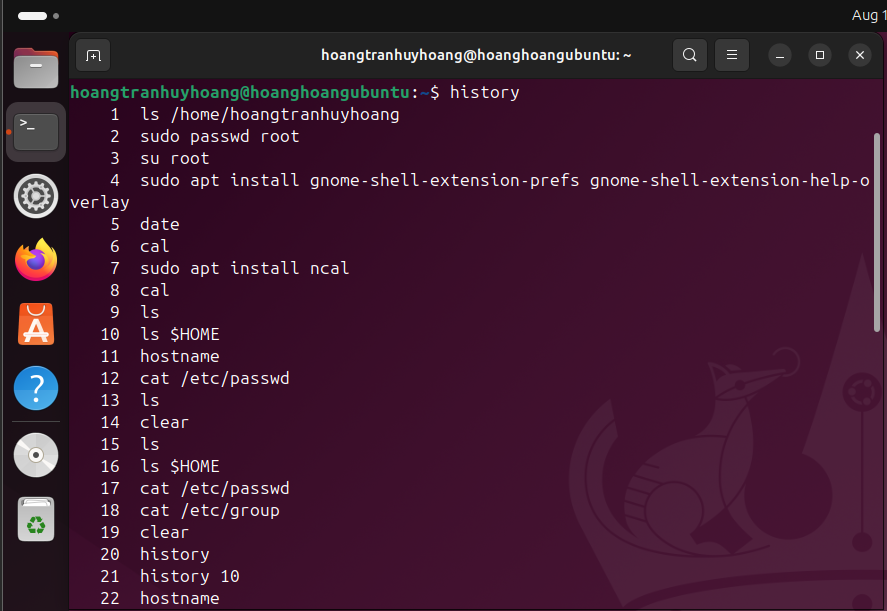 Aug 1
hoangtranhuyhoang@hoanghoangubuntu: ~
hoangtranhuyhoang@hoanghoangubuntu:~$ history
1 ls /home/hoangtranhuyhoang
2 sudo passwd root
3 su root
4 sudo apt install gnome-shell-extension-prefs gnome-shell-extension-help-o
verlay
5 date
6 cal
7 sudo apt install ncal
8 cal
9 ls
10 ls $HOME
11 hostname
12 cat /etc/passwd
13 ls
14 clear
15 ls
16 ls $HOME
17 cat /etc/passwd
18 cat /etc/group
19 clear
20 history
21 history 10
22 hostname